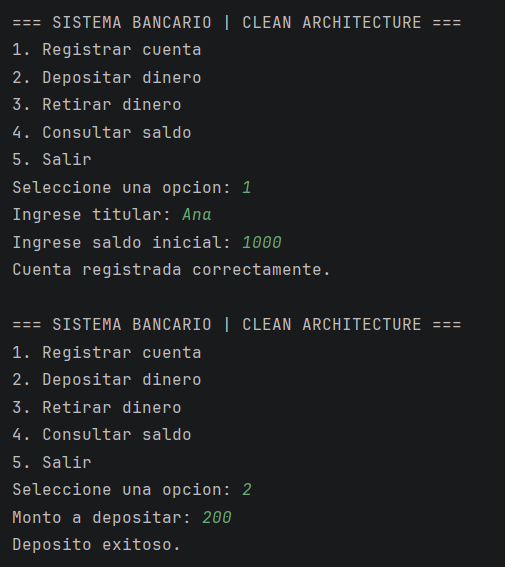 === SISTEMA BANCARIO | CLEAN ARCHITECTURE ===
1. Registrar cuenta
2. Depositar dinero
3. Retirar dinero
4. Consultar saldo
5. Salir
Seleccione una opcion: 1
Ingrese titular: Ana
Ingrese saldo inicial: 1000
Cuenta registrada correctamente.

=== SISTEMA BANCARIO | CLEAN ARCHITECTURE ===
1. Registrar cuenta
2. Depositar dinero
3. Retirar dinero
4. Consultar saldo
5. Salir
Seleccione una opcion: 2
Monto a depositar: 200
Deposito exitoso.